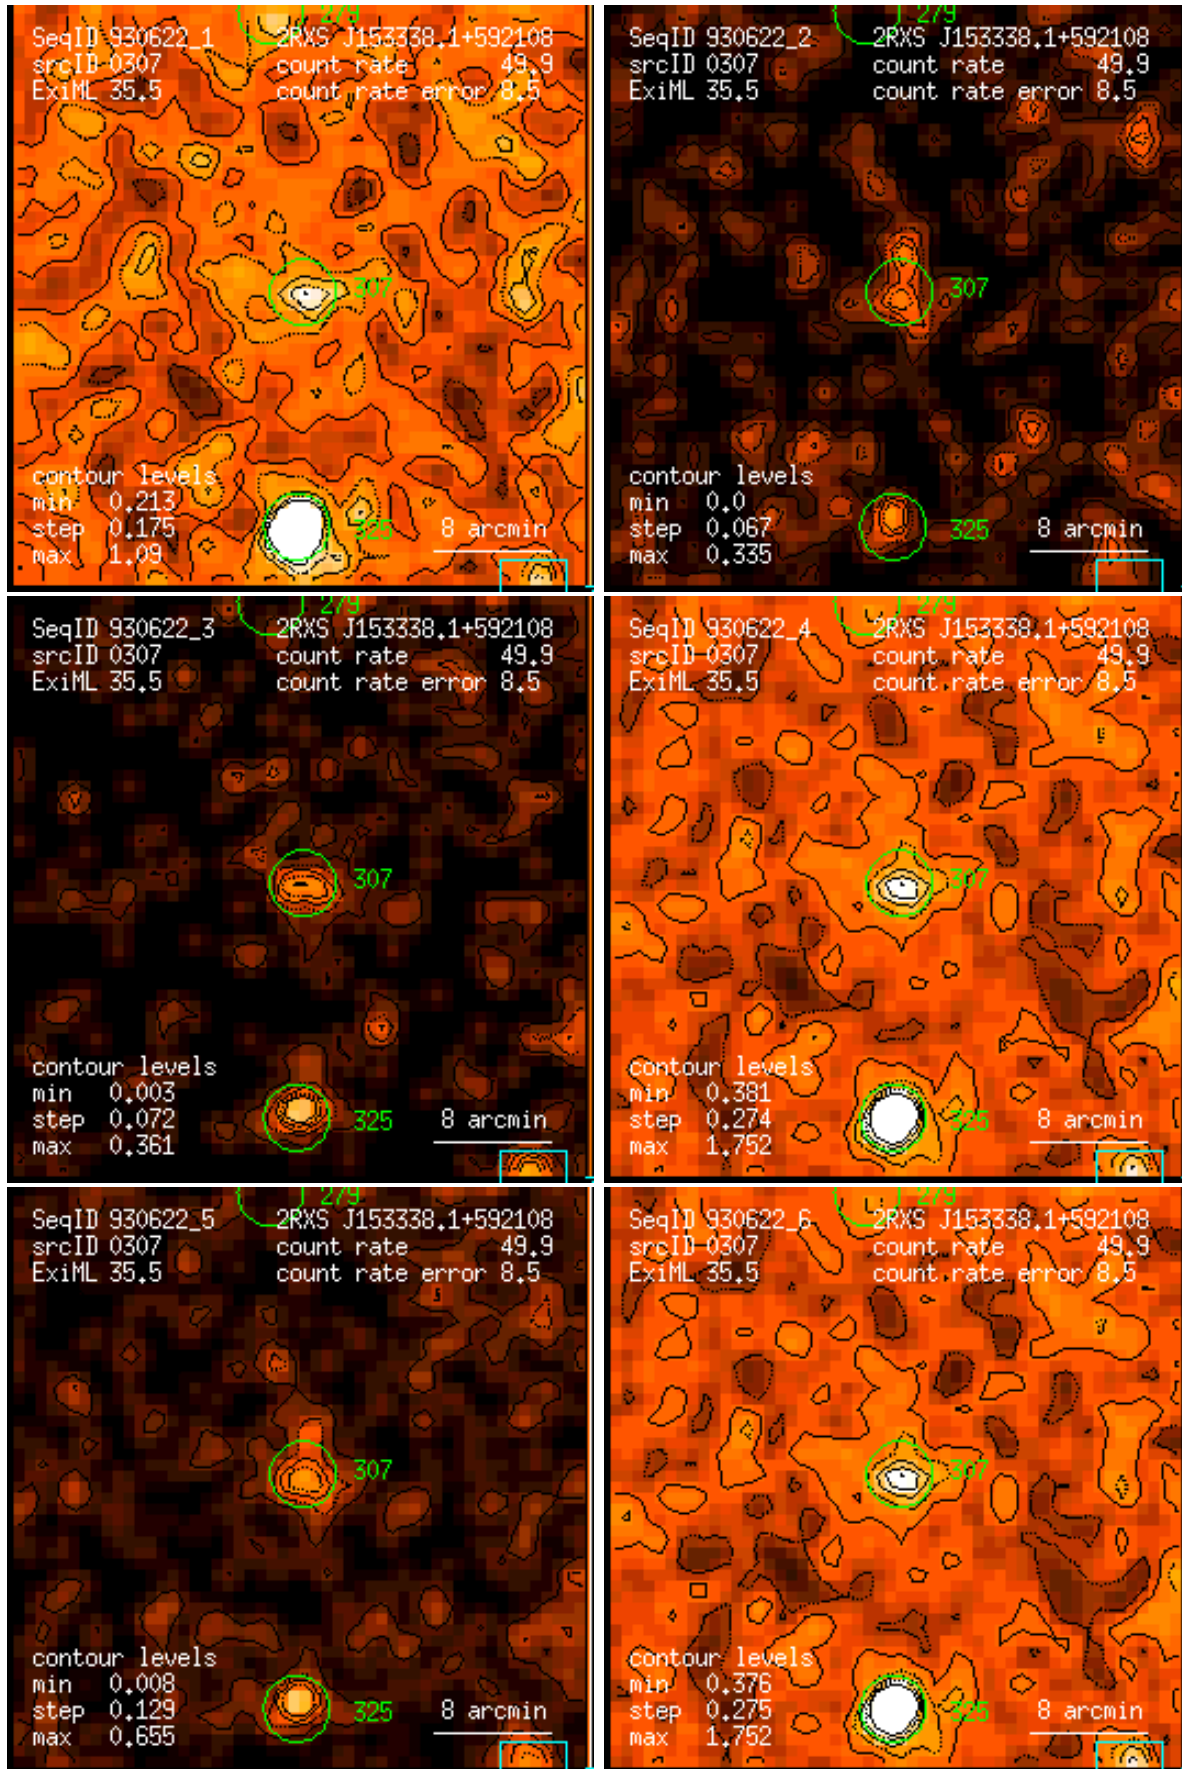 279
SeqID 930622_1 2RXS J153338.1+592108
srcID 0307 count rate 49.9
ExiML 35.5 count rate error 8.5
307
contour levels
min 0.213
step 0.175 325 8 arcmin
max 1.09
279
SeqID 930622_2 2RXS J153338.1+592108
srcID 0307 count rate 49.9
ExiML 35.5 count rate error 8.5
307
contour levels
min 0.0
step 0.067 325 8 arcmin
max 0.335
279
SeqID 930622_3 2RXS J153338.1+592108
srcID 0307 count rate 49.9
ExiML 35.5 count rate error 8.5
307
contour levels
min 0.003
step 0.072 325 8 arcmin
max 0.361
279
SeqID 930622_4 2RXS J153338.1+592108
srcID 0307 count rate 49.9
ExiML 35.5 count rate error 8.5
307
contour levels
min 0.381
step 0.274 325 8 arcmin
max 1.752
279
SeqID 930622_5 2RXS J153338.1+592108
srcID 0307 count rate 49.9
ExiML 35.5 count rate error 8.5
307
contour levels
min 0.008
step 0.129 325 8 arcmin
max 0.655
279
SeqID 930622_6 2RXS J153338.1+592108
srcID 0307 count rate 49.9
ExiML 35.5 count rate error 8.5
307
contour levels
min 0.376
step 0.275 325 8 arcmin
max 1.752